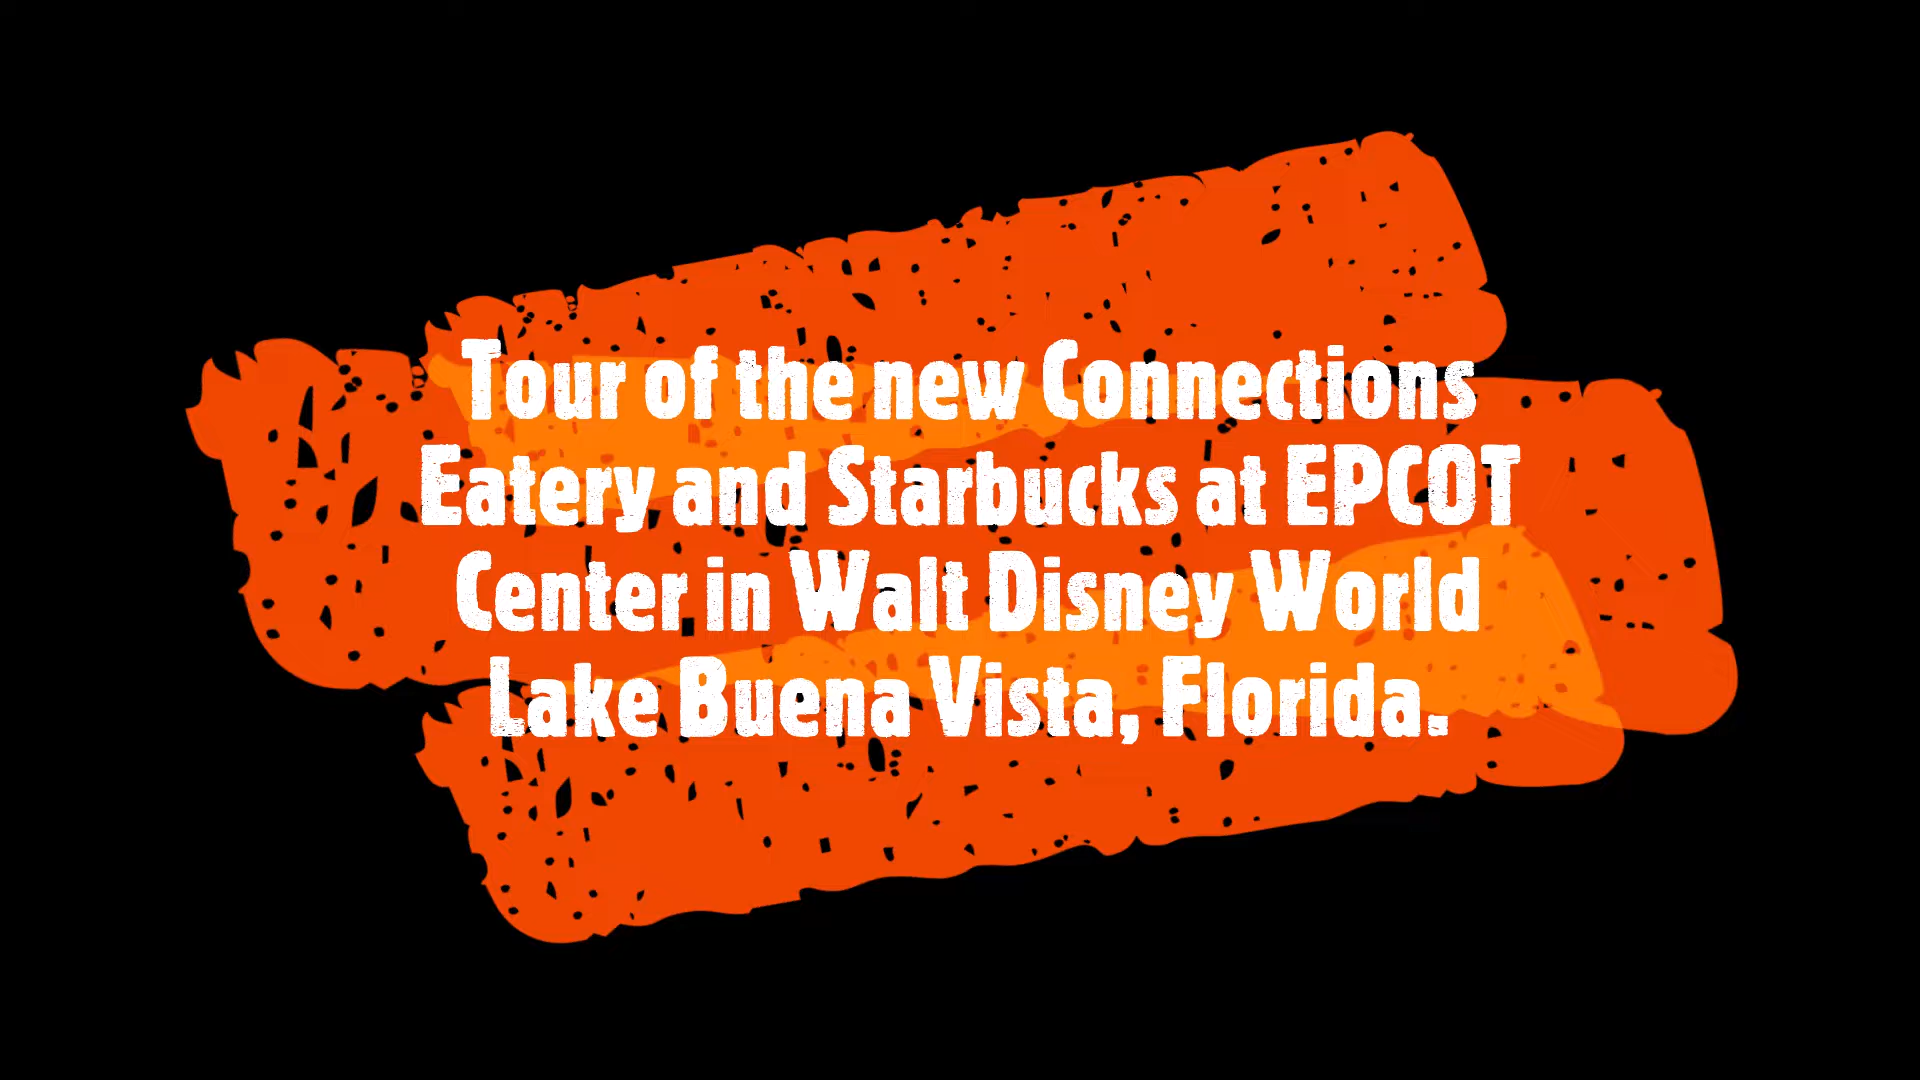 Tour of the new Connections
Eatery and Starbucks at EPCOT
Center in Walt Disney World
Lake Buena Vista, Florida.